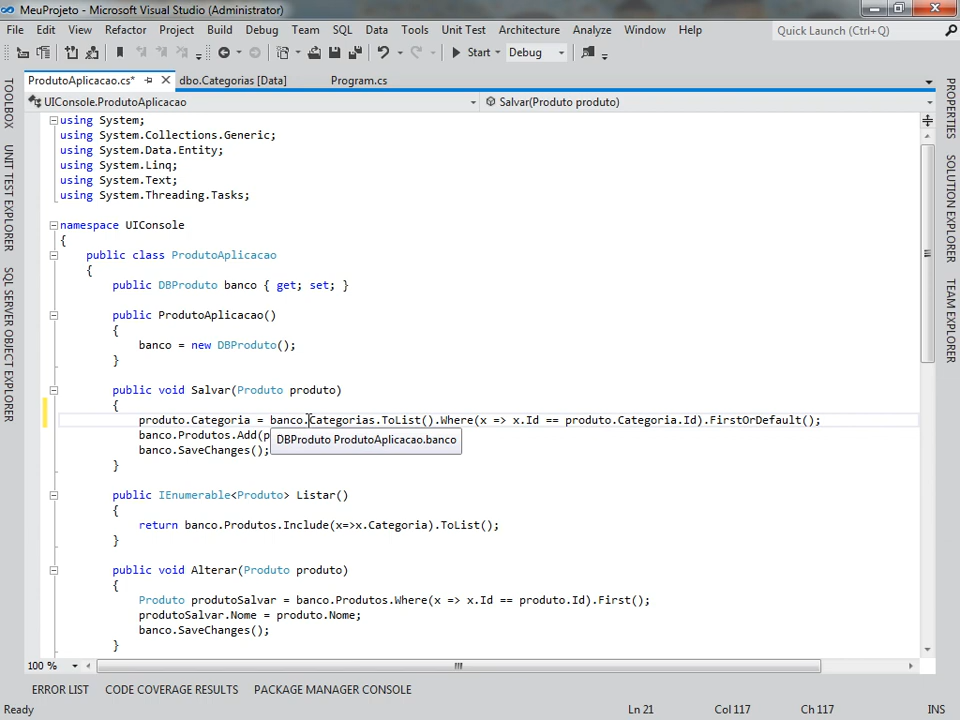 MeuProjeto - Microsoft Visual Studio (Administrator)
File Edit View Refactor Project Build Debug Team SQL Data Tools Unit Test Architecture Analyze Window Help
Quick Launch (Ctrl+Q)
Start Debug
ProdutoAplicacao.cs* dbo.Categorias [Data] Program.cs
UIConsole.ProdutoAplicacao Salvar(Produto produto)
using System;
using System.Collections.Generic;
using System.Data.Entity;
using System.Linq;
using System.Text;
using System.Threading.Tasks;
namespace UIConsole
{
public class ProdutoAplicacao
{
public DBProduto banco { get; set; }
public ProdutoAplicacao()
{
banco = new DBProduto();
}
public void Salvar(Produto produto)
{
produto.Categoria = banco.Categorias.ToList().Where(x => x.Id == produto.Categoria.Id).FirstOrDefault();
banco.Produtos.Add(p
DBProduto ProdutoAplicacao.banco
banco.SaveChanges();
}
public IEnumerable<Produto> Listar()
{
return banco.Produtos.Include(x=>x.Categoria).ToList();
}
public void Alterar(Produto produto)
{
Produto produtoSalvar = banco.Produtos.Where(x => x.Id == produto.Id).First();
produtoSalvar.Nome = produto.Nome;
banco.SaveChanges();
}
100 %
TOOLBOX
UNIT TEST EXPLORER
SQL SERVER OBJECT EXPLORER
PROPERTIES
SOLUTION EXPLORER
TEAM EXPLORER
ERROR LIST CODE COVERAGE RESULTS PACKAGE MANAGER CONSOLE
Ready Ln 21 Col 117 Ch 117 INS